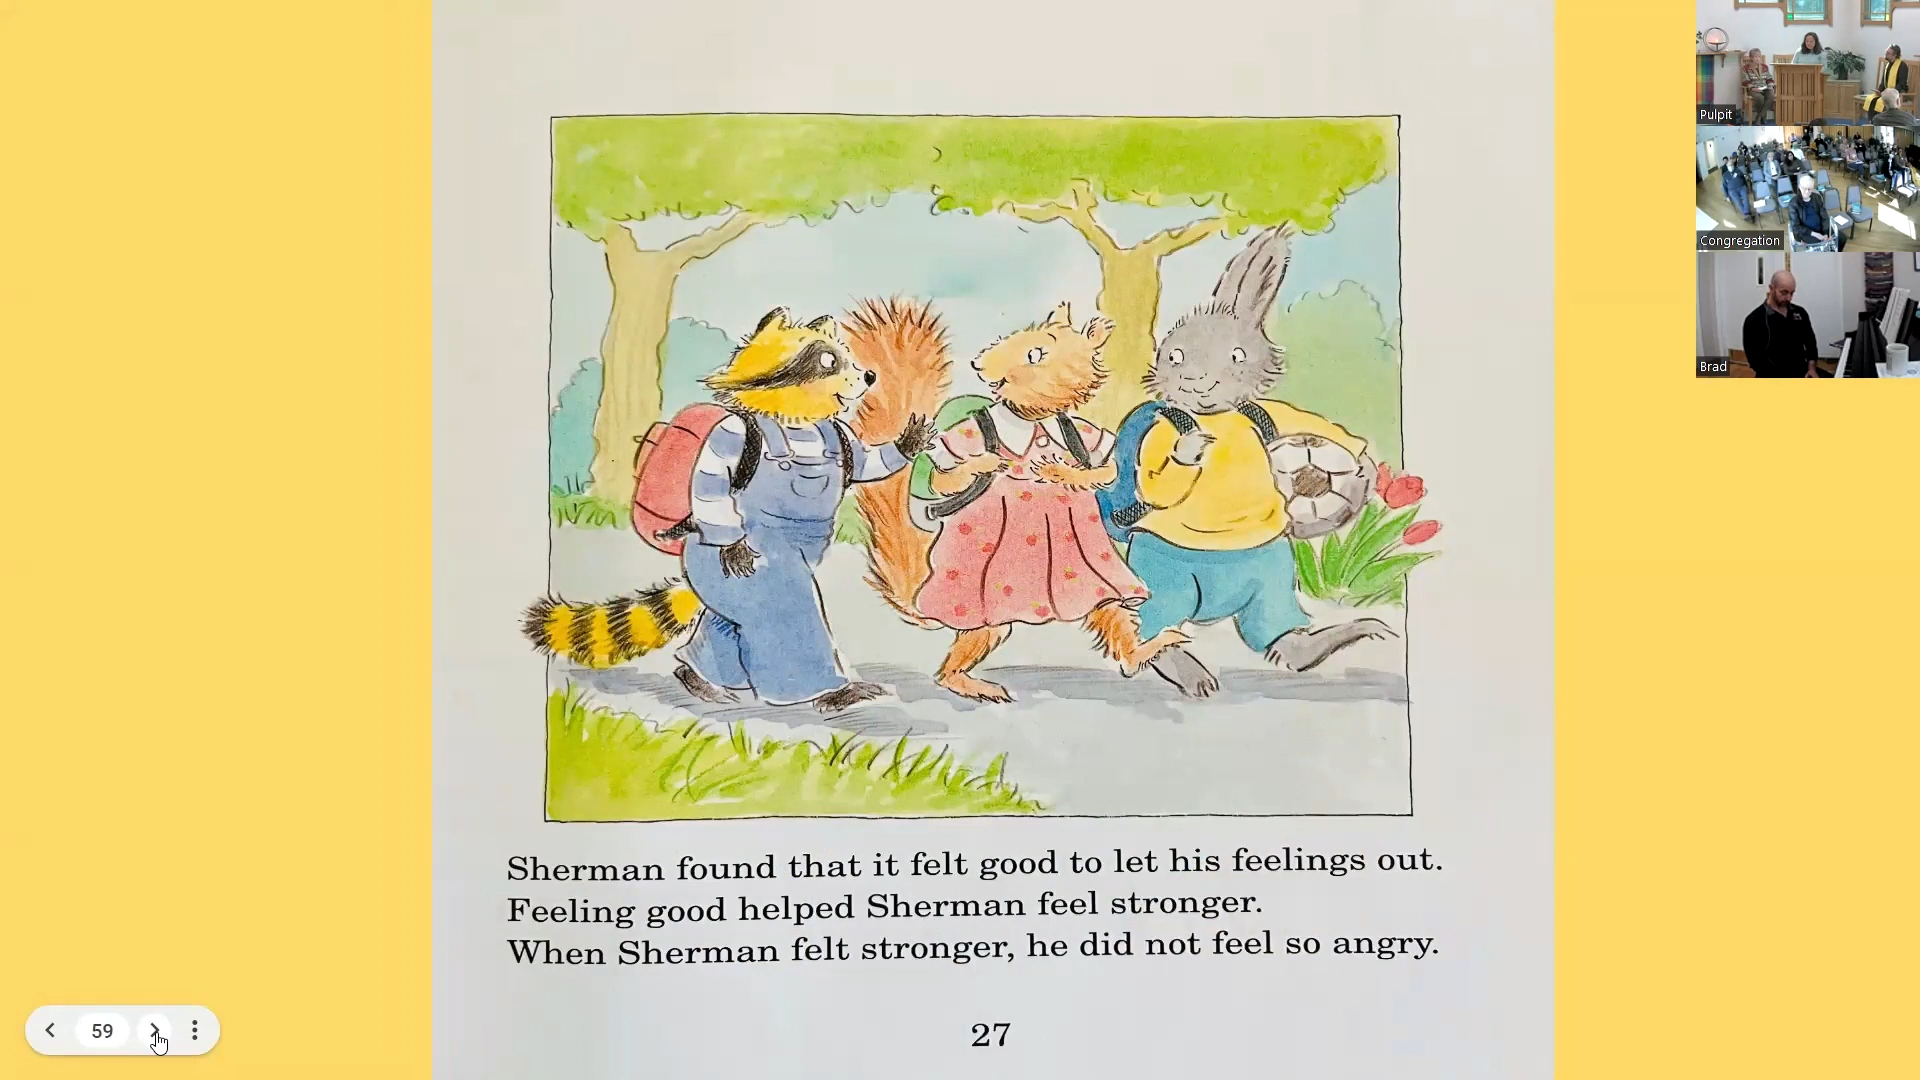 Sherman found that it felt good to let his feelings out.
Feeling good helped Sherman feel stronger.
When Sherman felt stronger, he did not feel so angry.
27
59
Pulpit
Congregation
Brad